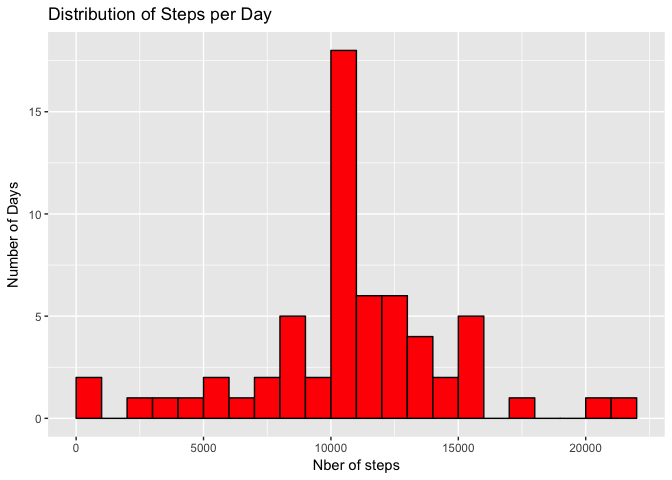 Distribution of Steps per Day
Number of Days
15
10
5
0
0 5000 10000 15000 20000
Nber of steps